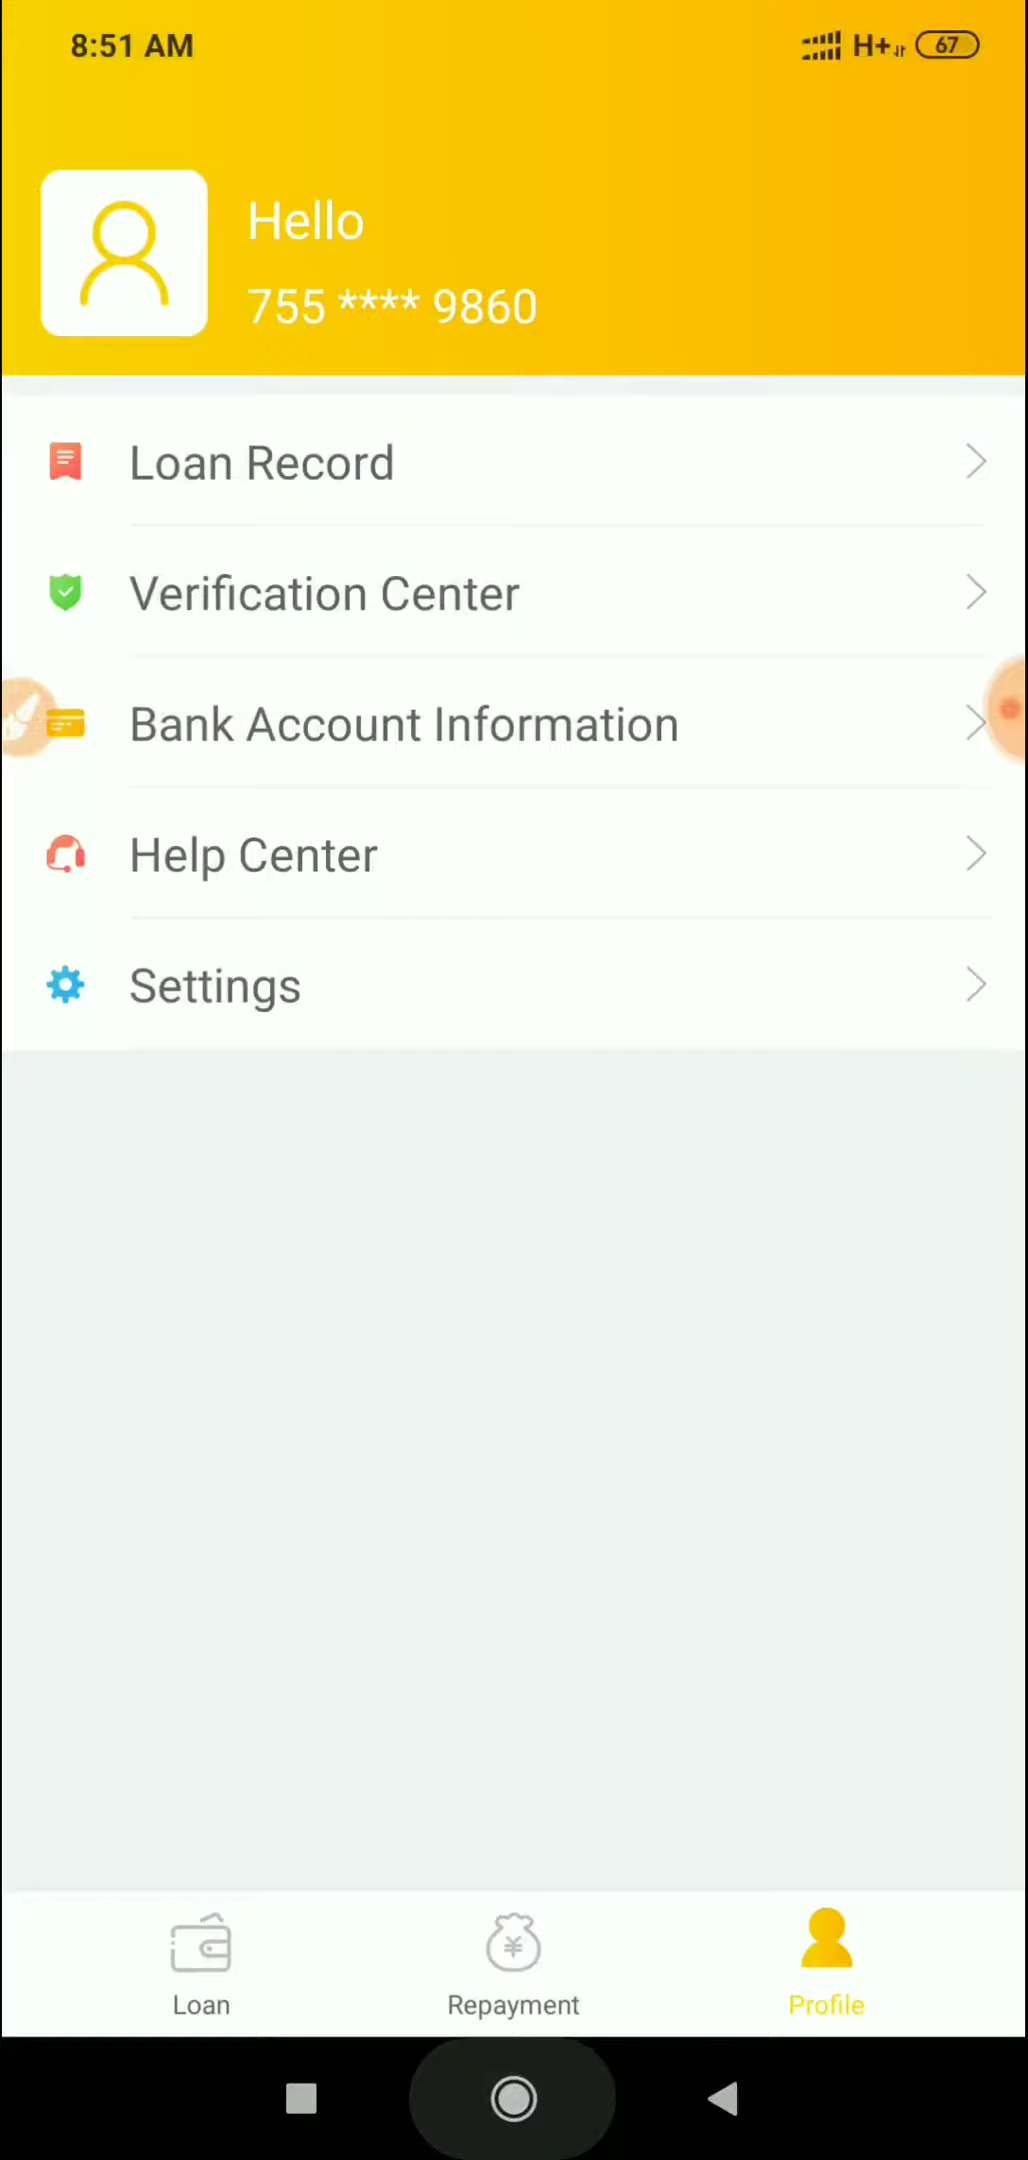 8:51 AM
H+ 67
Hello
755 **** 9860
Loan Record
Verification Center
Bank Account Information
Help Center
Settings
Loan
Repayment
Profile